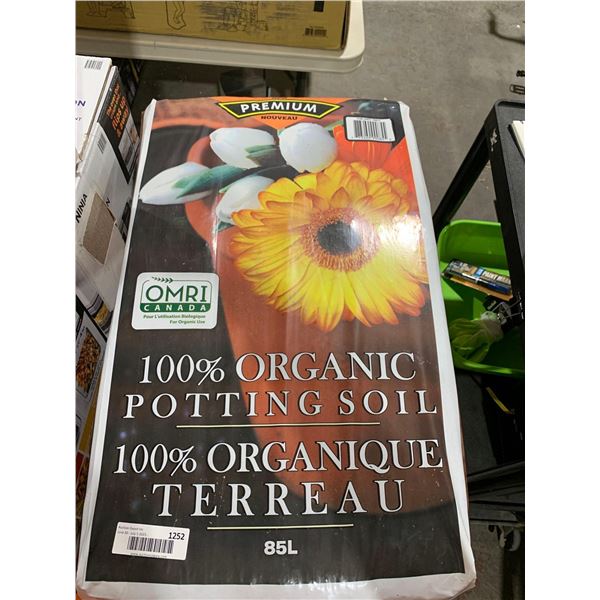 PREMIUM
NOUVEAU
OMRI
CANADA
Pour L'utilisation Biologique
For Organic Use
100% ORGANIC
POTTING SOIL
100% ORGANIQUE
TERREAU
85L
1252
NINJA